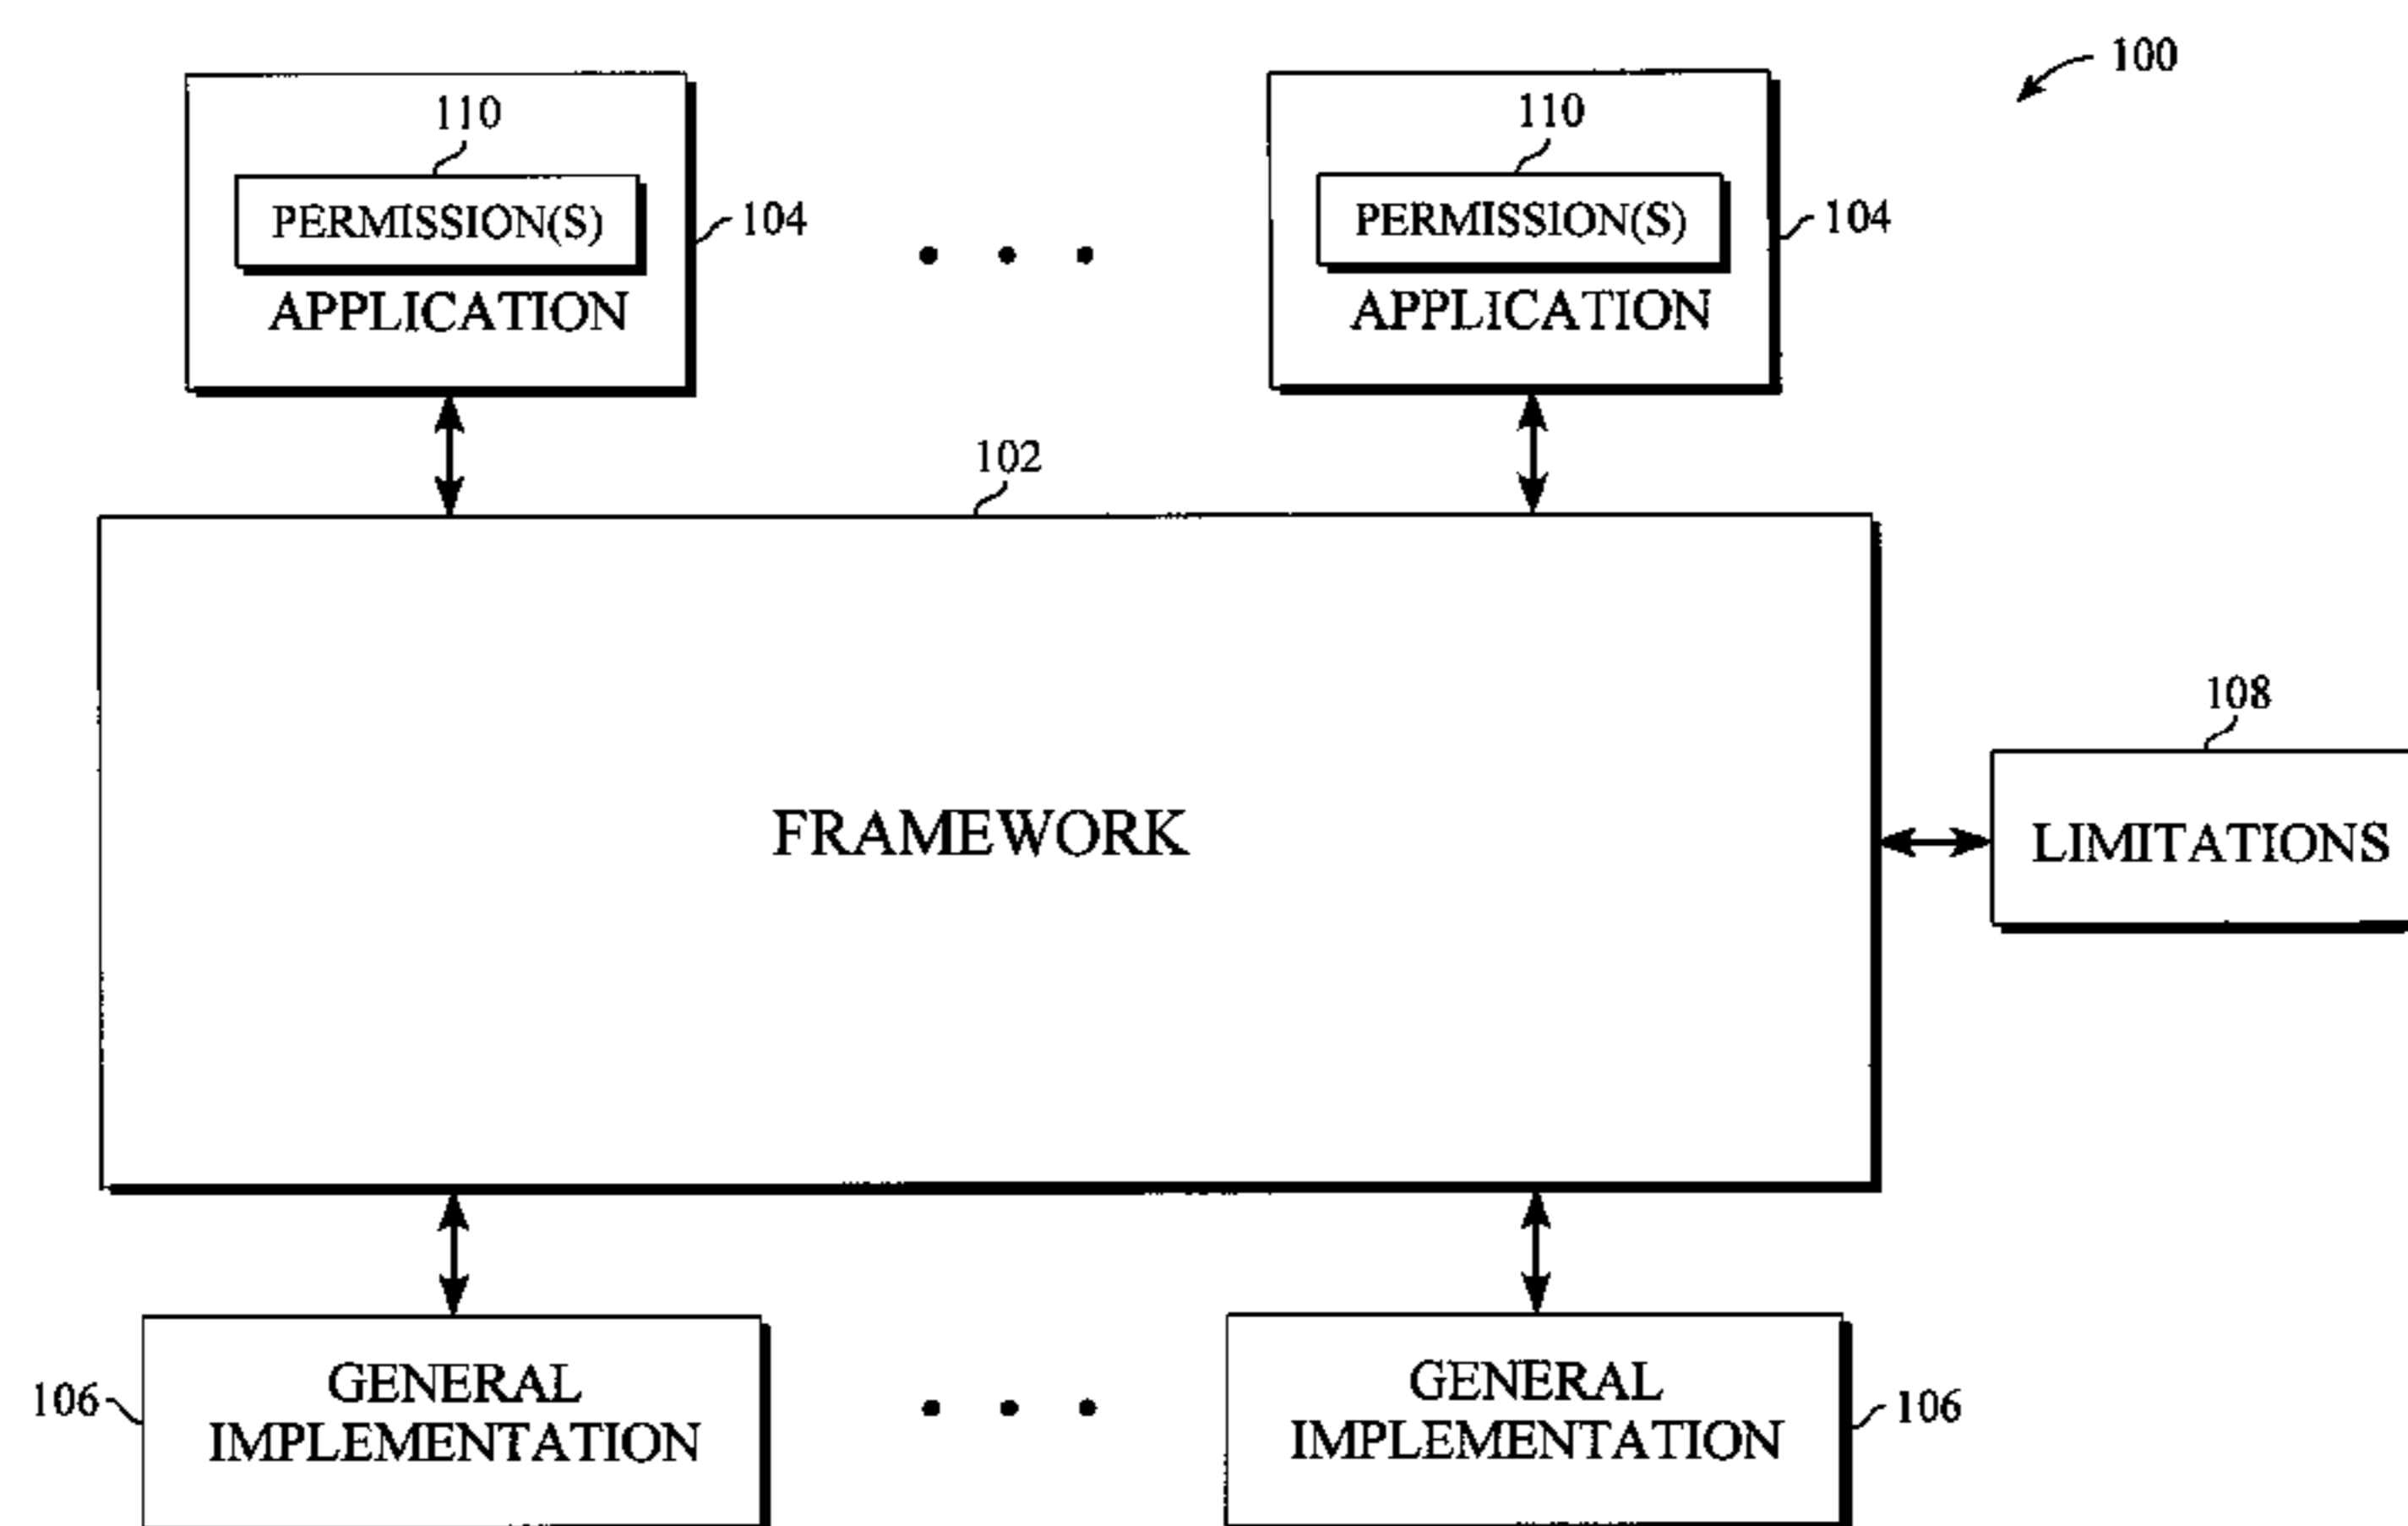 100
110
110
PERMISSION(S)
PERMISSION(S)
104
104
APPLICATION
APPLICATION
102
FRAMEWORK
108
LIMITATIONS
106
GENERAL
IMPLEMENTATION
GENERAL
IMPLEMENTATION
106